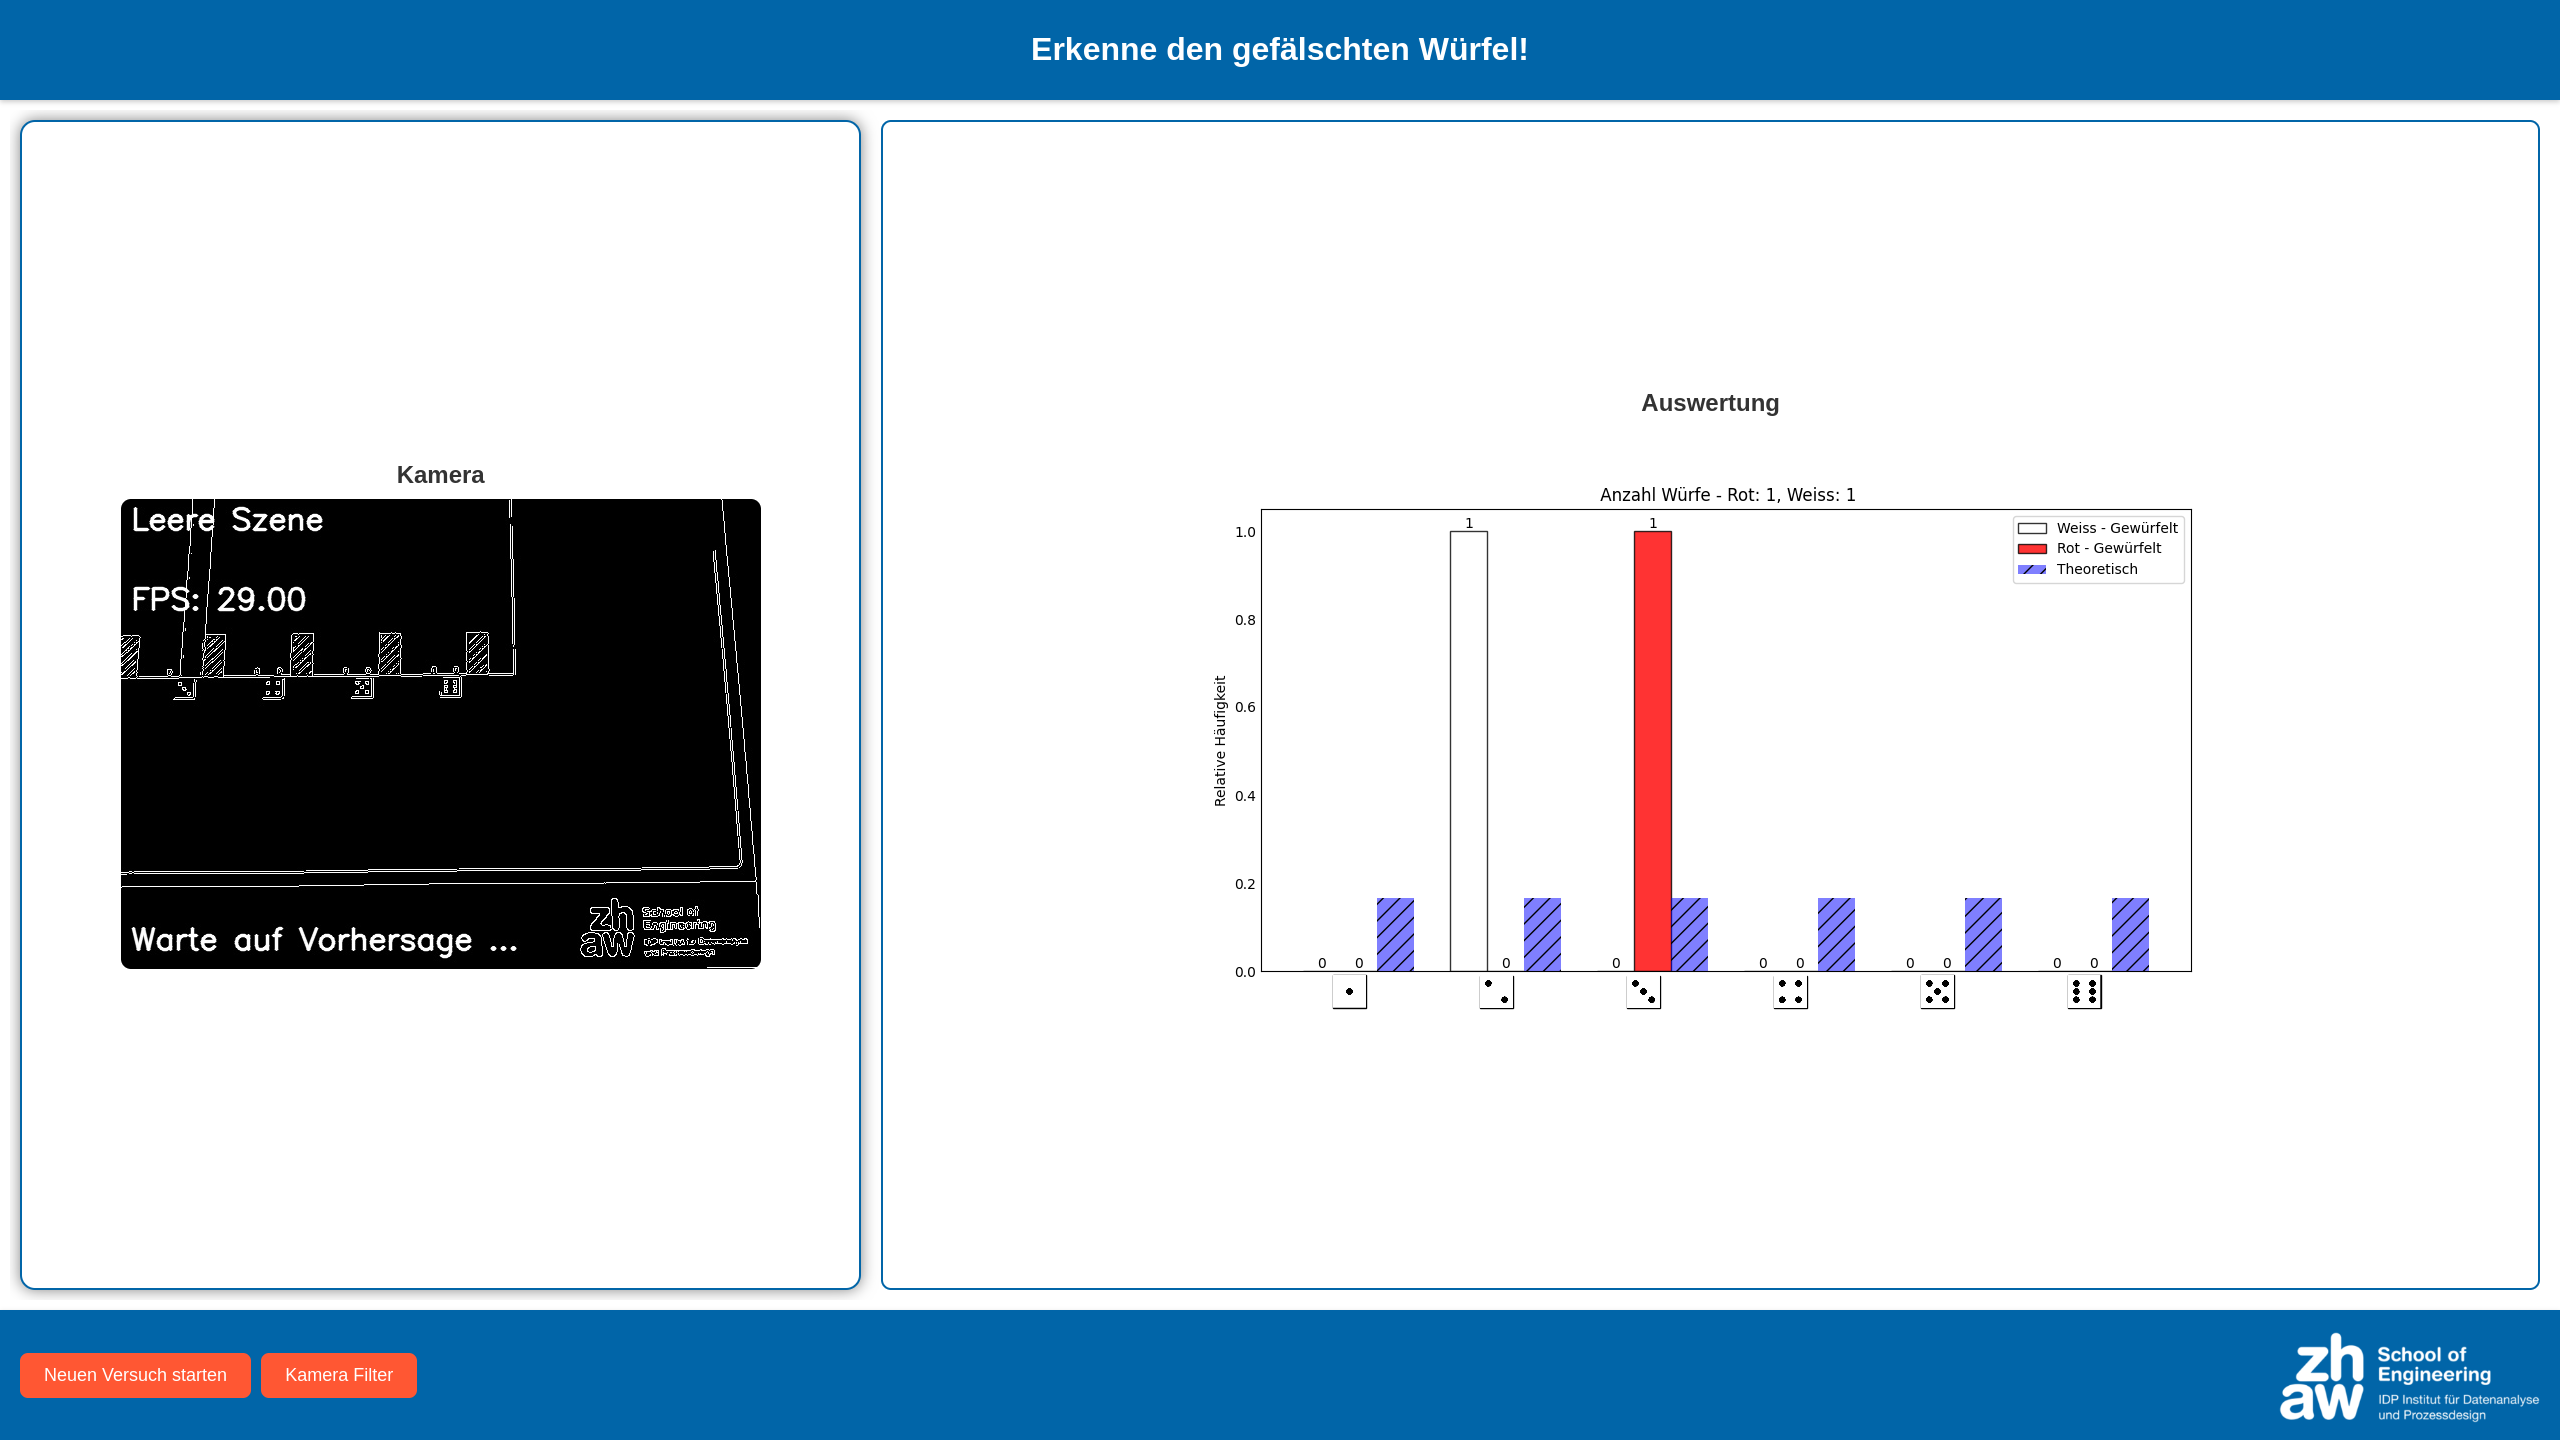 Erkenne den gefälschten Würfel!
Kamera
Leere Szene
FPS: 29.00
Warte auf Vorhersage ...
zh
aw
School of
Engineering
Auswertung
Anzahl Würfe - Rot: 1, Weiss: 1
Relative Häufigkeit
1.0
0.8
0.6
0.4
0.2
0.0
1
1
0
0
0
0
0
0
0
0
0
0
Weiss - Gewürfelt
Rot - Gewürfelt
Theoretisch
Neuen Versuch starten
Kamera Filter
zh
aw
School of
Engineering
IDP Institut für Datenanalyse
und Prozessdesign